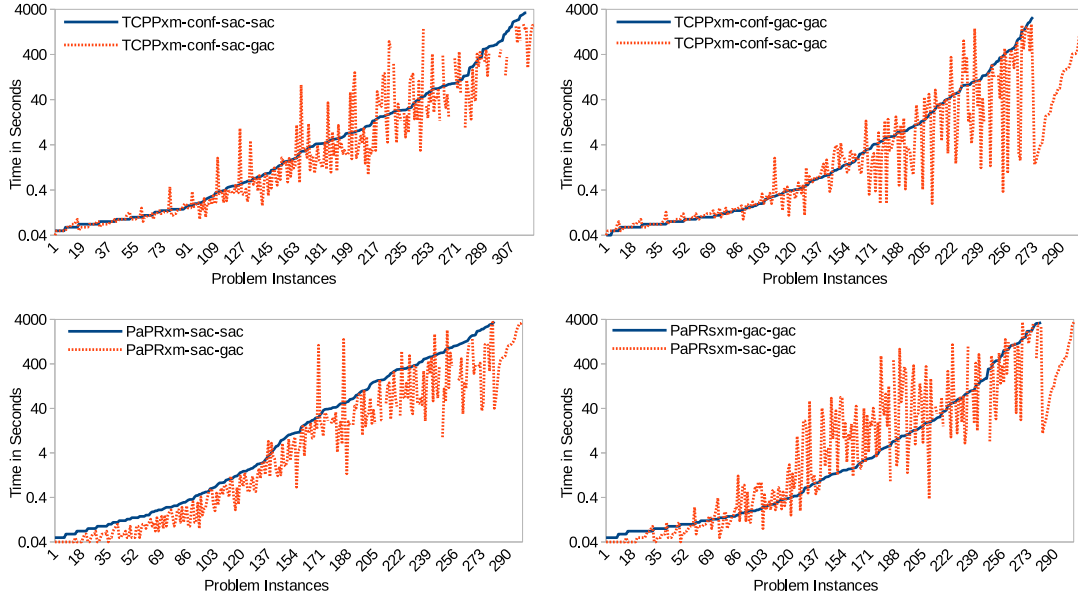 4000
400
40
4
0.4
0.04
Time in Seconds
TCPPxm-conf-sac-sac
TCPPxm-conf-sac-gac
1 19 37 55 73 91 109 127 145 163 181 199 217 235 253 271 289 307
Problem Instances
4000
400
40
4
0.4
0.04
Time in Seconds
TCPPxm-conf-gac-gac
TCPPxm-conf-sac-gac
1 18 35 52 69 86 103 120 137 154 171 188 205 222 239 256 273 290
Problem Instances
4000
400
40
4
0.4
0.04
Time in Seconds
PaPRxm-sac-sac
PaPRxm-sac-gac
1 18 35 52 69 86 103 120 137 154 171 188 205 222 239 256 273 290
Problem Instances
4000
400
40
4
0.4
0.04
Time in Seconds
PaPRsxm-gac-gac
PaPRsxm-sac-gac
1 18 35 52 69 86 103 120 137 154 171 188 205 222 239 256 273 290
Problem Instances